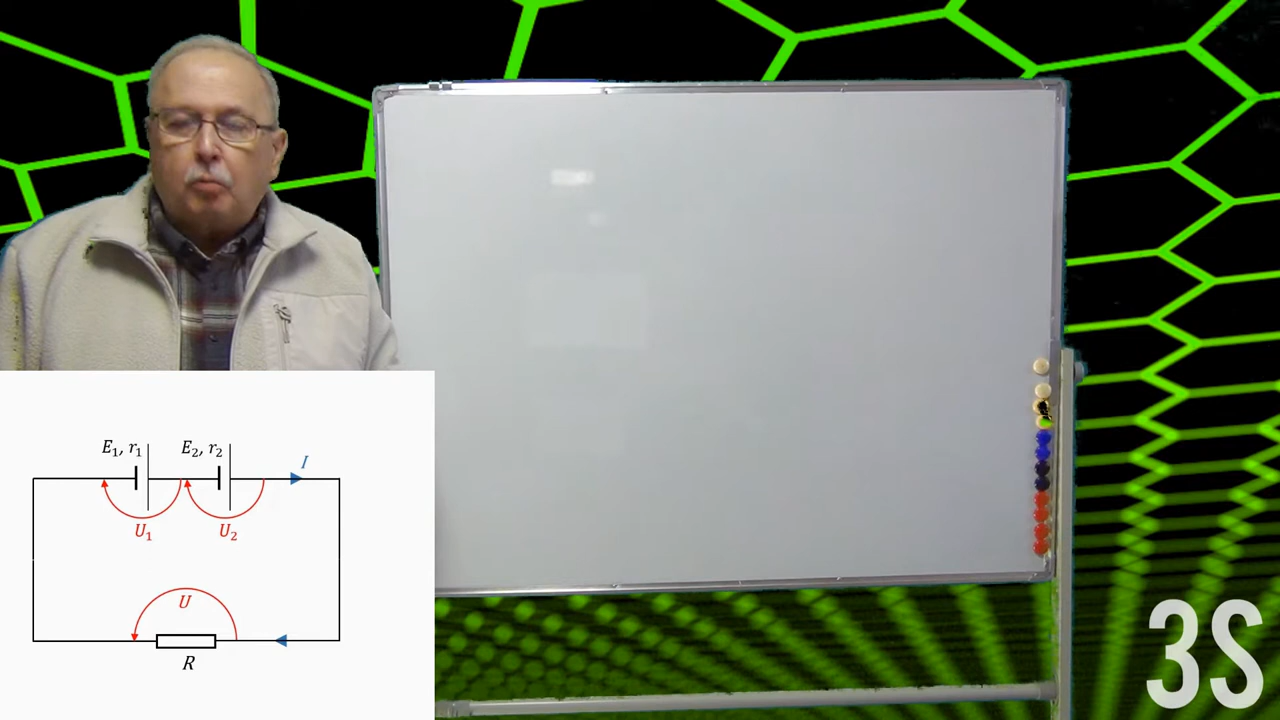 E₁, r₁ E₂, r₂ I
U₁ U₂
U
R
3S